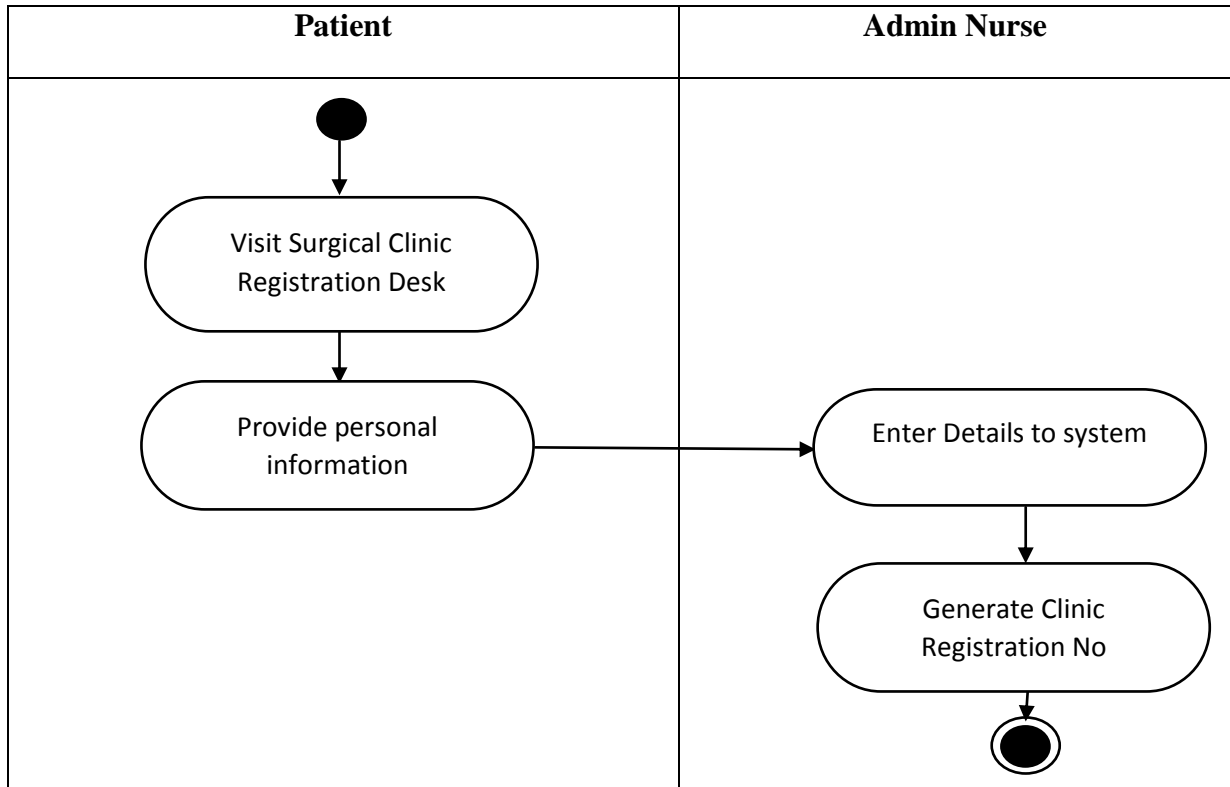 Patient
Admin Nurse
Visit Surgical Clinic
Registration Desk
Provide personal
information
Enter Details to system
Generate Clinic
Registration No